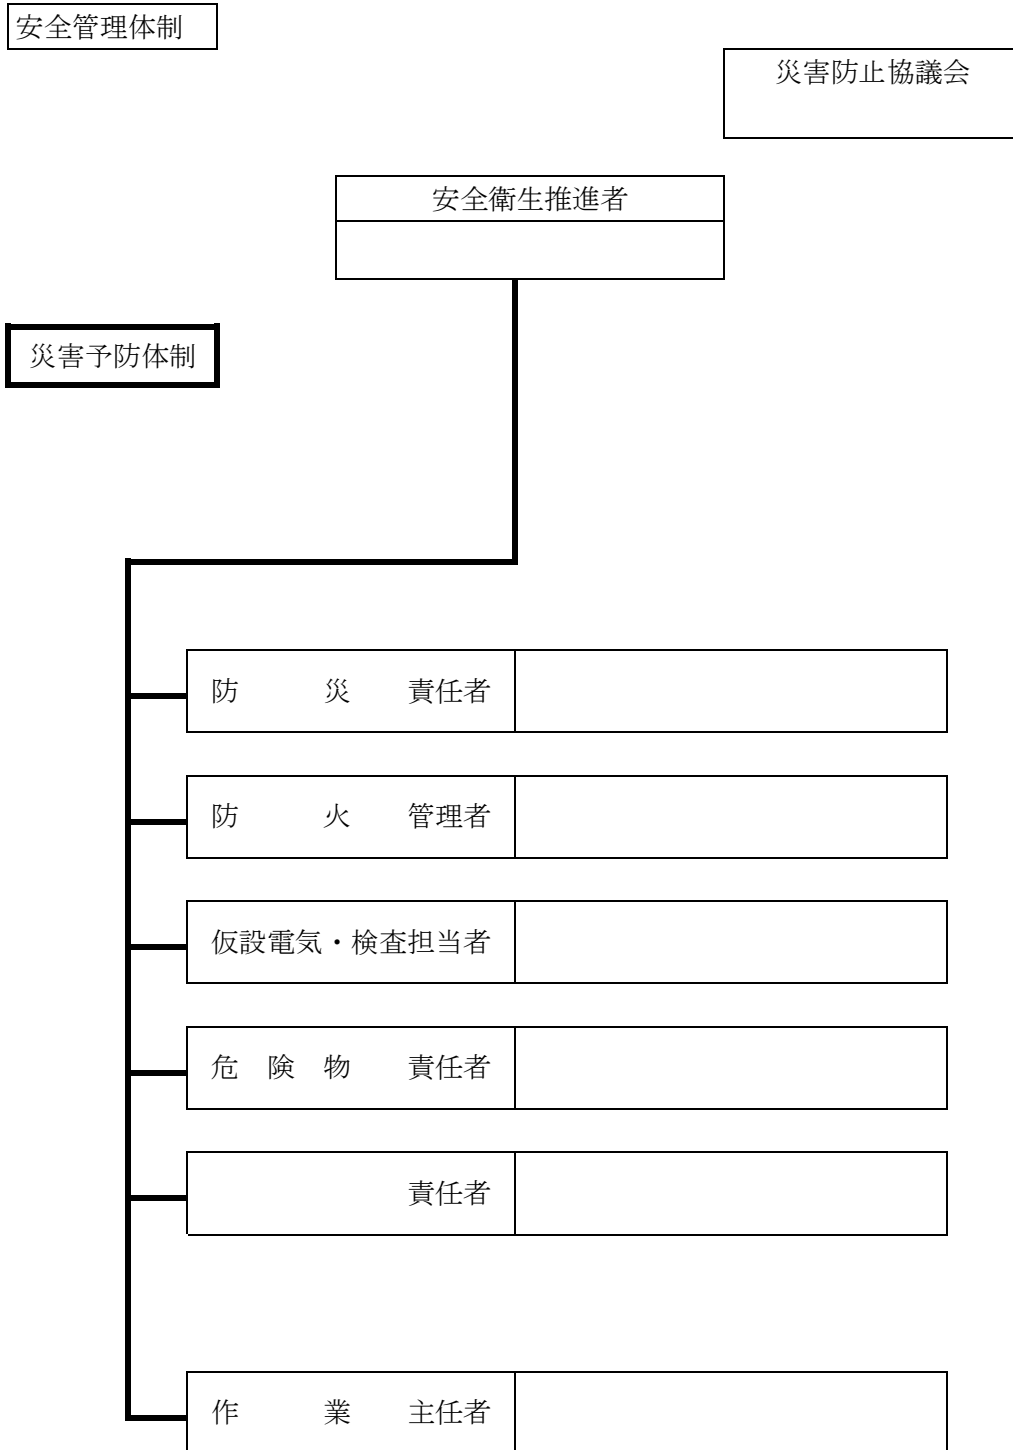 安全管理体制
災害防止協議会
安全衛生推進者
災害予防体制
防　　　災　　責任者
防　　　火　　管理者
仮設電気・検査担当者
危　険　物　　責任者
責任者
作　　　業　　主任者